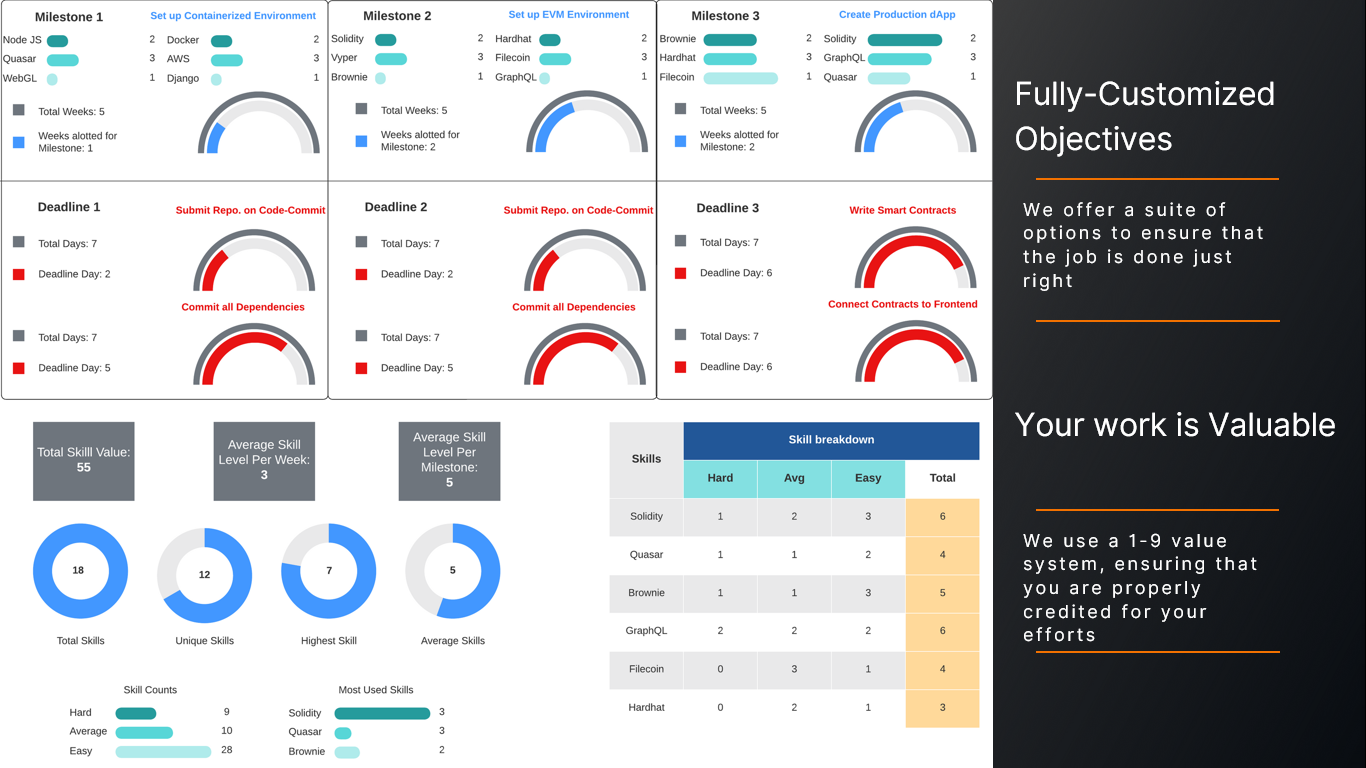 Milestone 1
Set up Containerized Environment
Node JS 2 Docker 2
Quasar 3 AWS 3
WebGL 1 Django 1
Total Weeks: 5
Weeks alotted for
Milestone: 1
Milestone 2
Set up EVM Environment
Solidity 2 Hardhat 2
Vyper 3 Filecoin 3
Brownie 1 GraphQL 1
Total Weeks: 5
Weeks alotted for
Milestone: 2
Milestone 3
Create Production dApp
Brownie 2 Solidity 2
Hardhat 3 GraphQL 3
Filecoin 1 Quasar 1
Total Weeks: 5
Weeks alotted for
Milestone: 2
Deadline 1
Submit Repo. on Code-Commit
Total Days: 7
Deadline Day: 2
Commit all Dependencies
Total Days: 7
Deadline Day: 5
Deadline 2
Submit Repo. on Code-Commit
Total Days: 7
Deadline Day: 2
Commit all Dependencies
Total Days: 7
Deadline Day: 5
Deadline 3
Write Smart Contracts
Total Days: 7
Deadline Day: 6
Connect Contracts to Frontend
Total Days: 7
Deadline Day: 6
Total Skilll Value:
55
Average Skill
Level Per Week:
3
Average Skill
Level Per
Milestone:
5
18
Total Skills
12
Unique Skills
7
Highest Skill
5
Average Skills
Skill Counts
Hard 9
Average 10
Easy 28
Most Used Skills
Solidity 3
Quasar 3
Brownie 2
Skills Skill breakdown
Hard Avg Easy Total
Solidity 1 2 3 6
Quasar 1 1 2 4
Brownie 1 1 3 5
GraphQL 2 2 2 6
Filecoin 0 3 1 4
Hardhat 0 2 1 3
Fully-Customized
Objectives
We offer a suite of
options to ensure that
the job is done just
right
Your work is Valuable
We use a 1-9 value
system, ensuring that
you are properly
credited for your
efforts